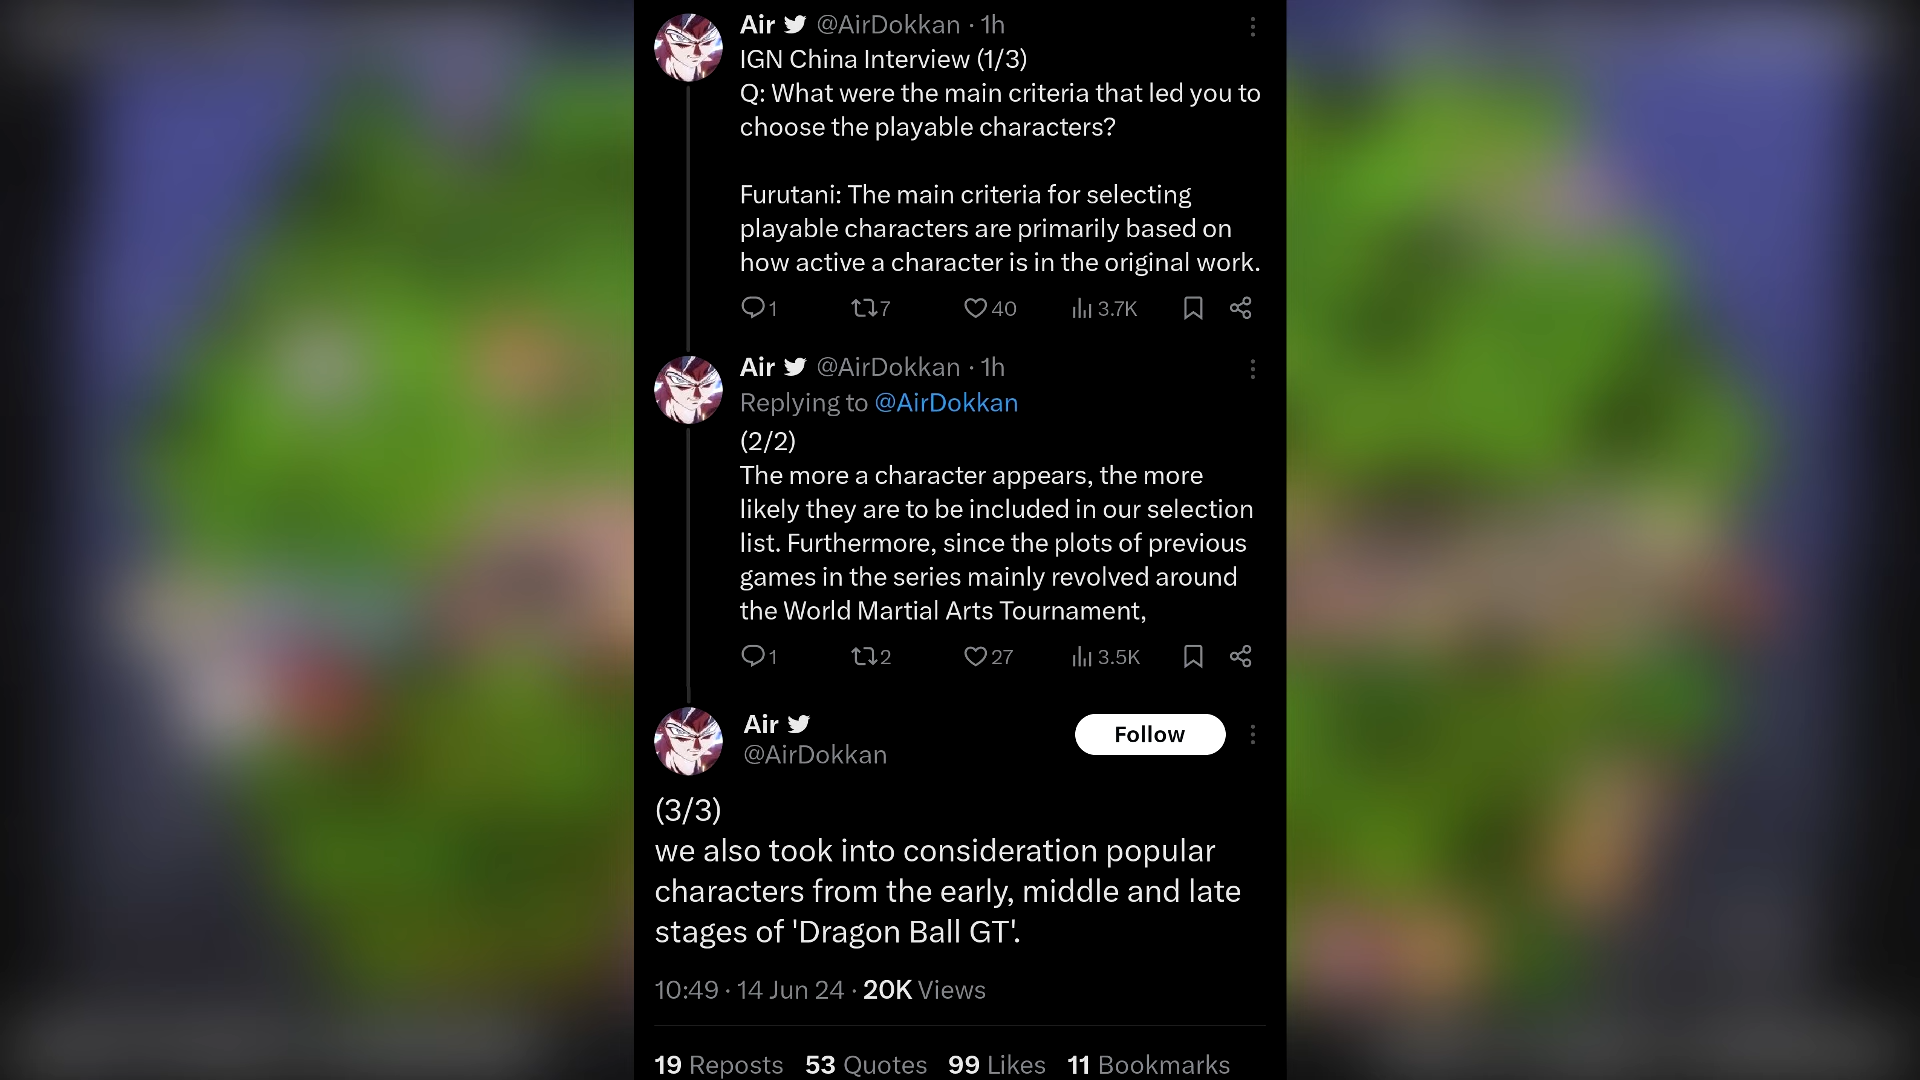 Air @AirDokkan · 1h
IGN China Interview (1/3)
Q: What were the main criteria that led you to
choose the playable characters?
Furutani: The main criteria for selecting
playable characters are primarily based on
how active a character is in the original work.
1 7 40 3.7K
Air @AirDokkan · 1h
Replying to @AirDokkan
(2/2)
The more a character appears, the more
likely they are to be included in our selection
list. Furthermore, since the plots of previous
games in the series mainly revolved around
the World Martial Arts Tournament,
1 2 27 3.5K
Air
Follow
@AirDokkan
(3/3)
we also took into consideration popular
characters from the early, middle and late
stages of 'Dragon Ball GT'.
10:49 · 14 Jun 24 · 20K Views
19 Reposts 53 Quotes 99 Likes 11 Bookmarks